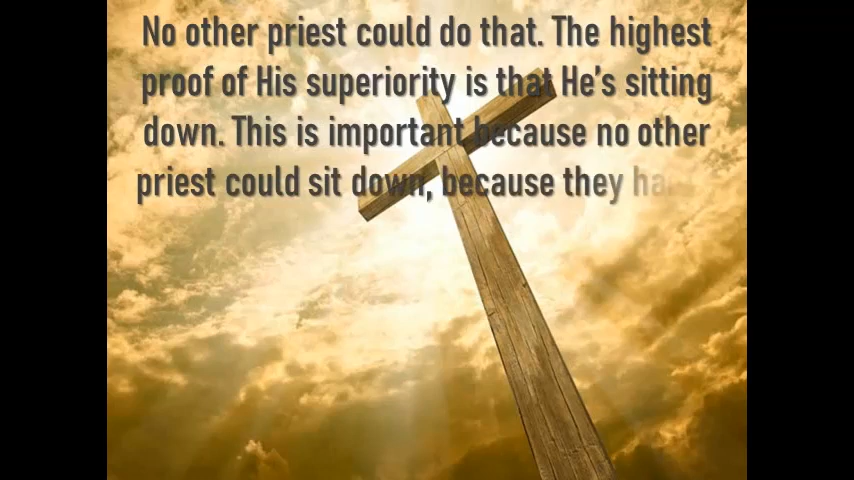 No other priest could do that. The highest
proof of His superiority is that He's sitting
down. This is important because no other
priest could sit down, because they